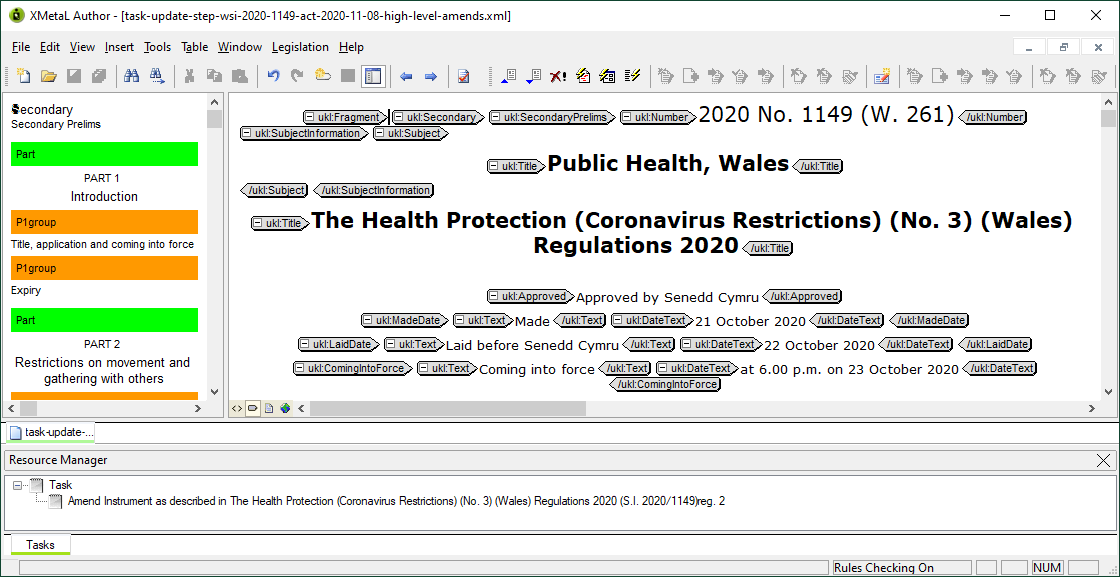 XMetaL Author - [task-update-step-wsi-2020-1149-act-2020-11-08-high-level-amends.xml]
File Edit View Insert Tools Table Window Legislation Help
Secondary
Secondary Prelims
Part
PART 1
Introduction
P1group
Title, application and coming into force
P1group
Expiry
Part
PART 2
Restrictions on movement and
gathering with others
ukl:Fragment ukl:Secondary ukl:SecondaryPrelims ukl:Number 2020 No. 1149 (W. 261) /ukl:Number
ukl:SubjectInformation ukl:Subject
ukl:Title Public Health, Wales /ukl:Title
/ukl:Subject /ukl:SubjectInformation
ukl:Title The Health Protection (Coronavirus Restrictions) (No. 3) (Wales)
Regulations 2020 /ukl:Title
ukl:Approved Approved by Senedd Cymru /ukl:Approved
ukl:MadeDate ukl:Text Made /ukl:Text ukl:DateText 21 October 2020 /ukl:DateText /ukl:MadeDate
ukl:LaidDate ukl:Text Laid before Senedd Cymru /ukl:Text ukl:DateText 22 October 2020 /ukl:DateText /ukl:LaidDate
ukl:ComingIntoForce ukl:Text Coming into force /ukl:Text ukl:DateText at 6.00 p.m. on 23 October 2020 /ukl:DateText
/ukl:ComingIntoForce
task-update-...
Resource Manager
Task
Amend Instrument as described in The Health Protection (Coronavirus Restrictions) (No. 3) (Wales) Regulations 2020 (S.I. 2020/1149)reg. 2
Tasks
Rules Checking On NUM